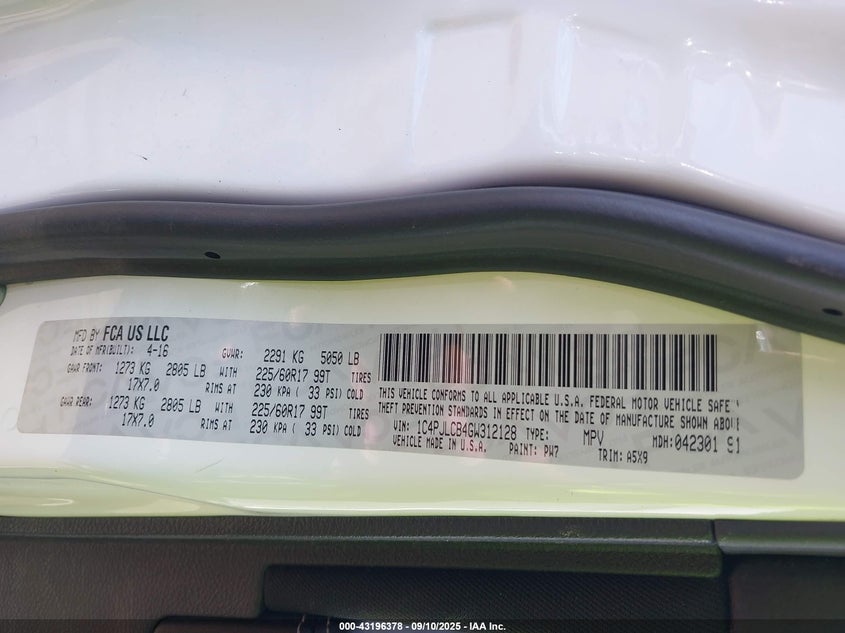 MFD BY FCA US LLC
DATE OF MFR(BUILT): 4-16 GVWR: 2291 KG 5050 LB
GAWR FRONT: 1273 KG 2805 LB WITH 225/60R17 99T TIRES
17X7.0 RIMS AT 230 KPA ( 33 PSI) COLD
GAWR REAR: 1273 KG 2805 LB WITH 225/60R17 99T TIRES
17X7.0 RIMS AT 230 KPA ( 33 PSI) COLD
THIS VEHICLE CONFORMS TO ALL APPLICABLE U.S.A. FEDERAL MOTOR VEHICLE SAFE
THEFT PREVENTION STANDARDS IN EFFECT ON THE DATE OF MANUFACTURE SHOWN ABOVE
VIN: 1C4PJLCB4GW312128 TYPE: MPV MDH:042301 91
VEHICLE MADE IN U.S.A. PAINT: PW7 TRIM: A5X9
000-43196378 - 09/10/2025 - IAA Inc.